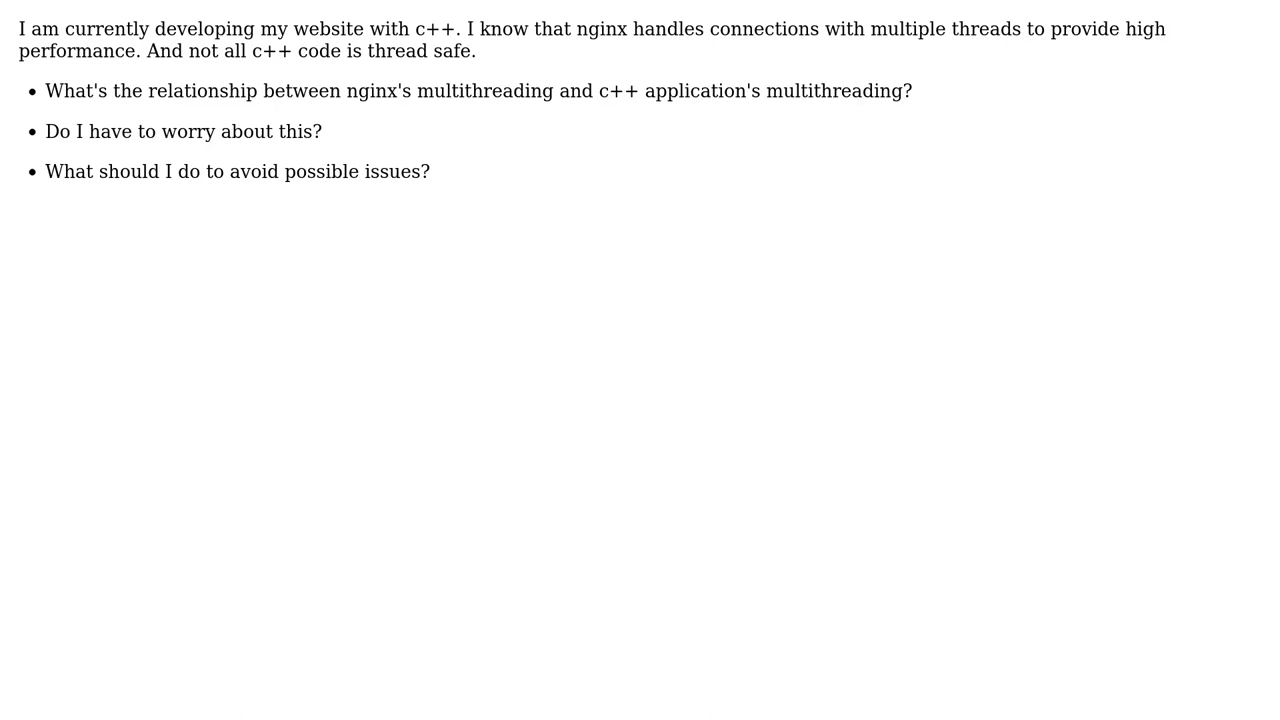 I am currently developing my website with c++. I know that nginx handles connections with multiple threads to provide high
performance. And not all c++ code is thread safe.
• What's the relationship between nginx's multithreading and c++ application's multithreading?
• Do I have to worry about this?
• What should I do to avoid possible issues?